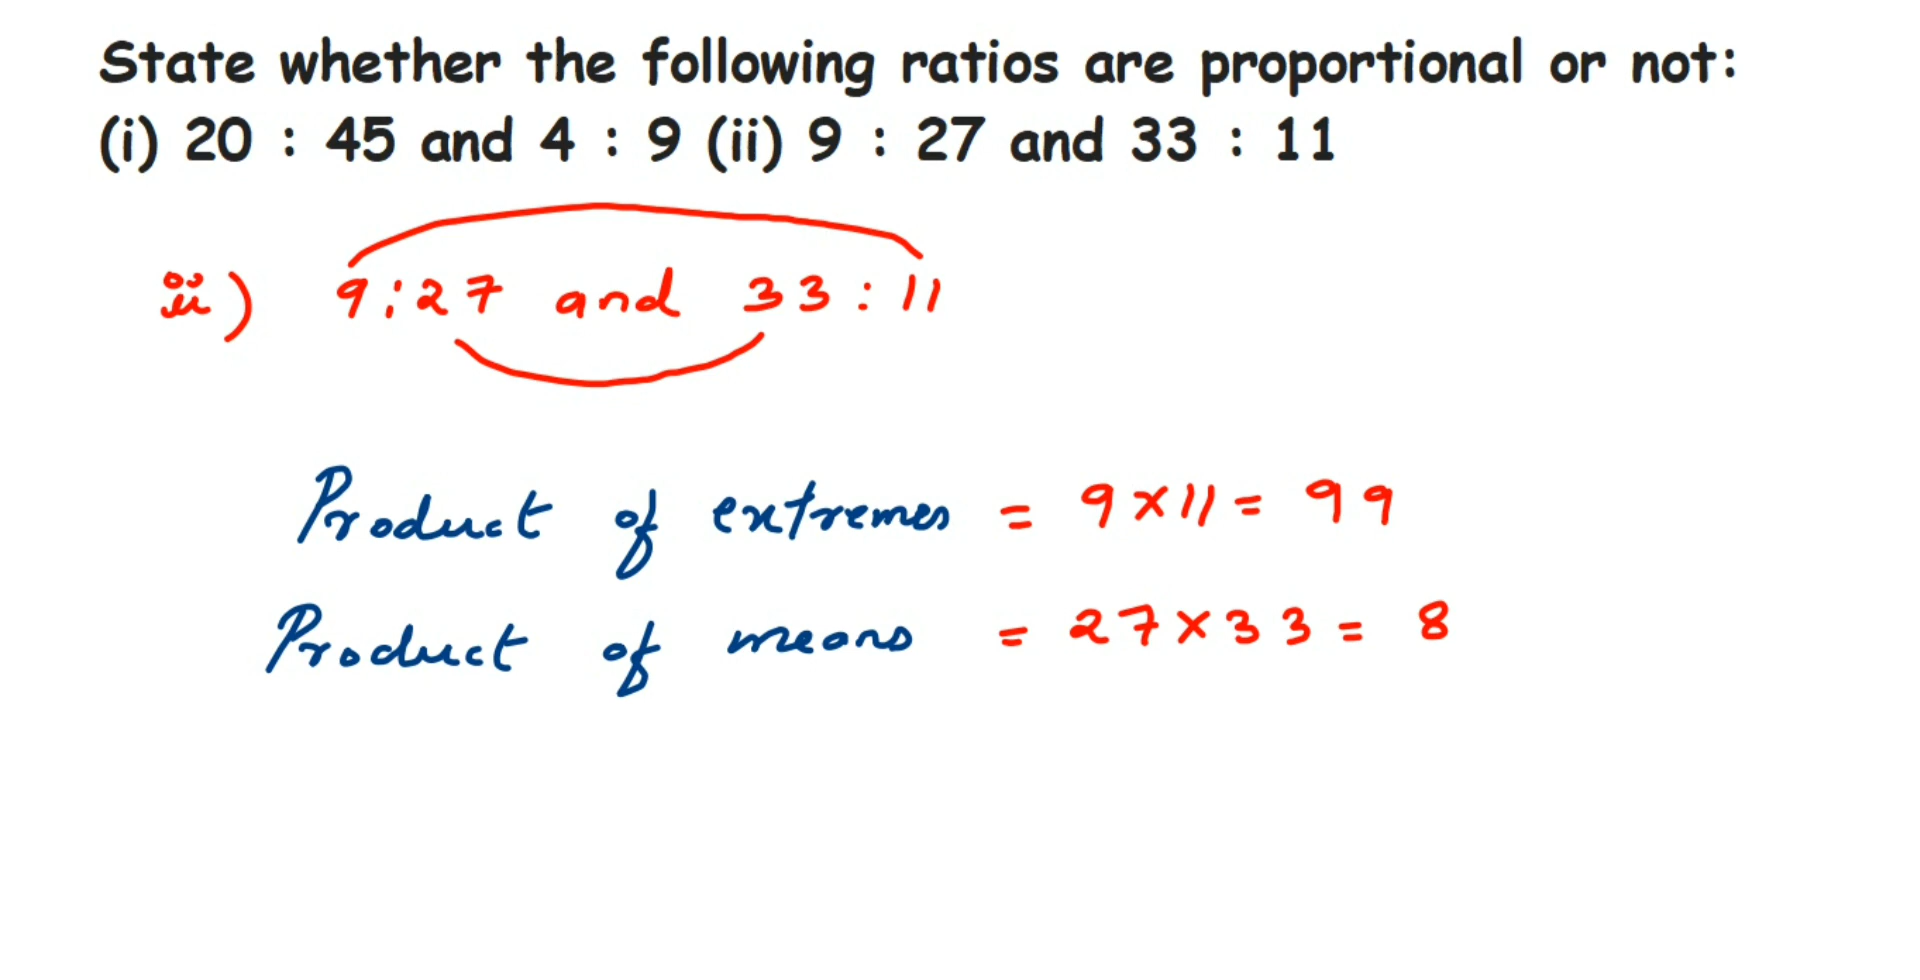 State whether the following ratios are proportional or not:
(i) 20 : 45 and 4 : 9 (ii) 9 : 27 and 33 : 11
ii) 9:27 and 33:11
Product of extremes = 9×11= 99
Product of means = 27×33= 8